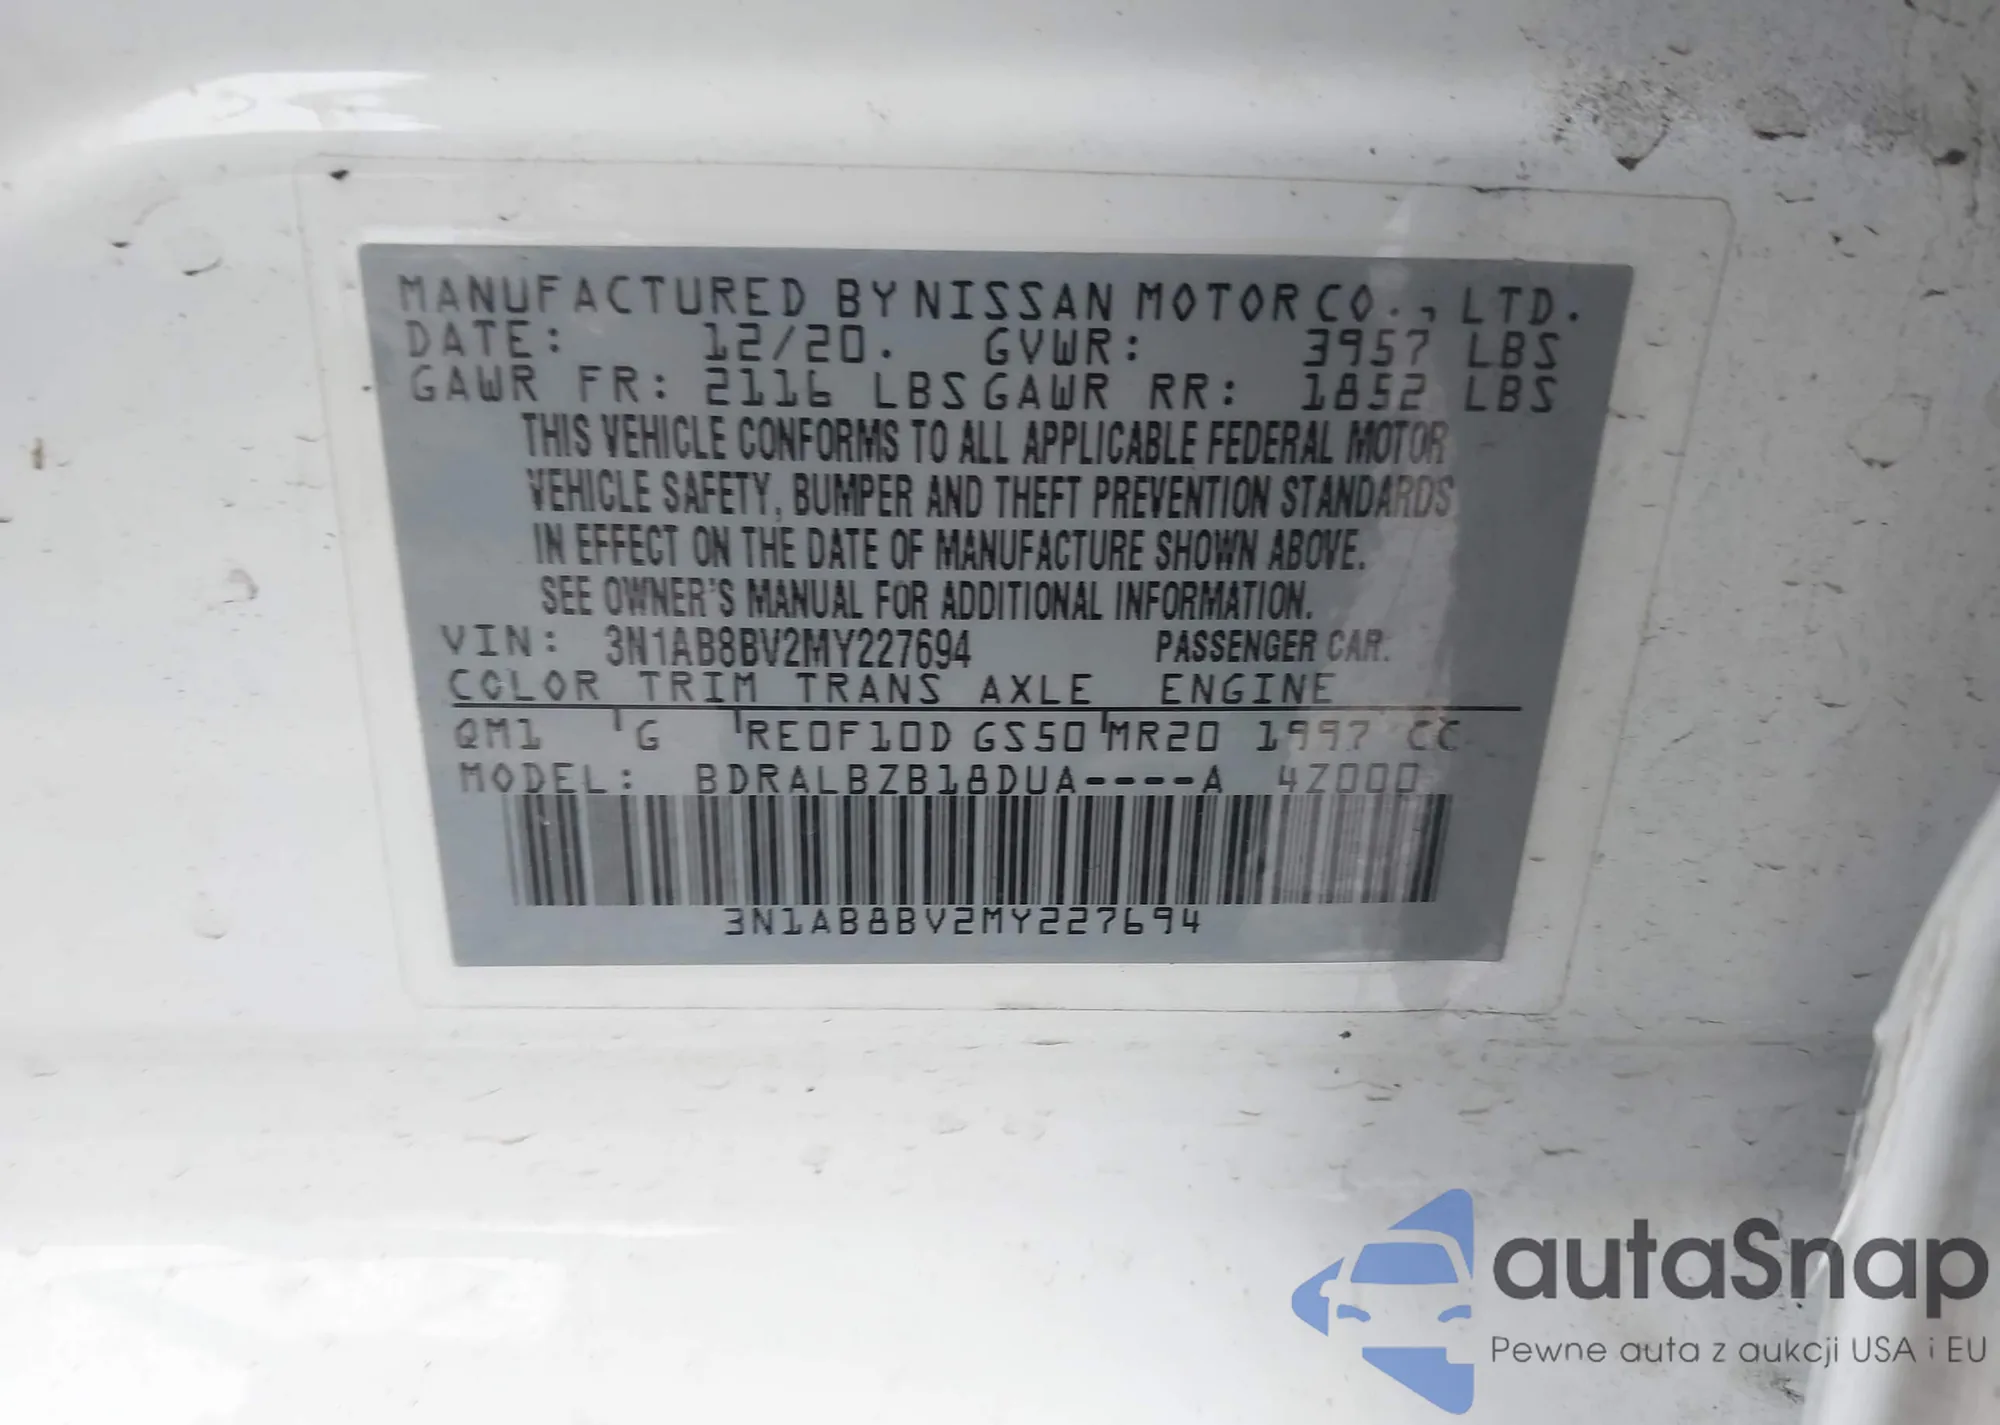 MANUFACTURED BY NISSAN MOTOR CO., LTD.
DATE: 12/20. GVWR: 3957 LBS
GAWR FR: 2116 LBS GAWR RR: 1852 LBS
THIS VEHICLE CONFORMS TO ALL APPLICABLE FEDERAL MOTOR
VEHICLE SAFETY, BUMPER AND THEFT PREVENTION STANDARDS
IN EFFECT ON THE DATE OF MANUFACTURE SHOWN ABOVE.
SEE OWNER'S MANUAL FOR ADDITIONAL INFORMATION.
VIN: 3N1AB8BV2MY227694 PASSENGER CAR.
COLOR TRIM TRANS AXLE ENGINE
QM1 G RE0F10D GS50 MR20 1997 CC
MODEL: BDRALBZB18DUA----A 4Z000
3N1AB8BV2MY227694
autaSnap
Pewne auta z aukcji USA i EU